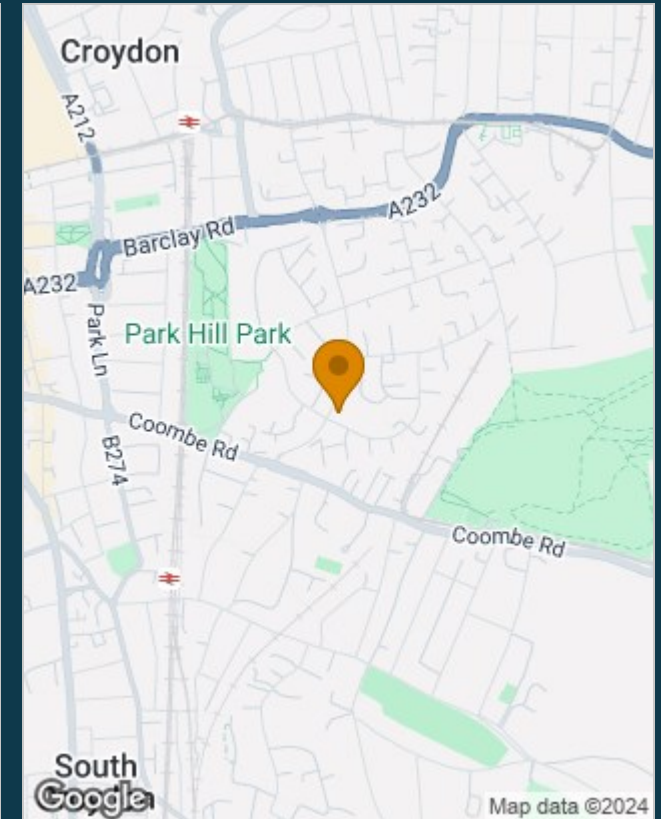 Croydon
A212
A232
Barclay Rd
A232
Park Ln
Park Hill Park
Coombe Rd
B274
Coombe Rd
South
Google
Map data ©2024